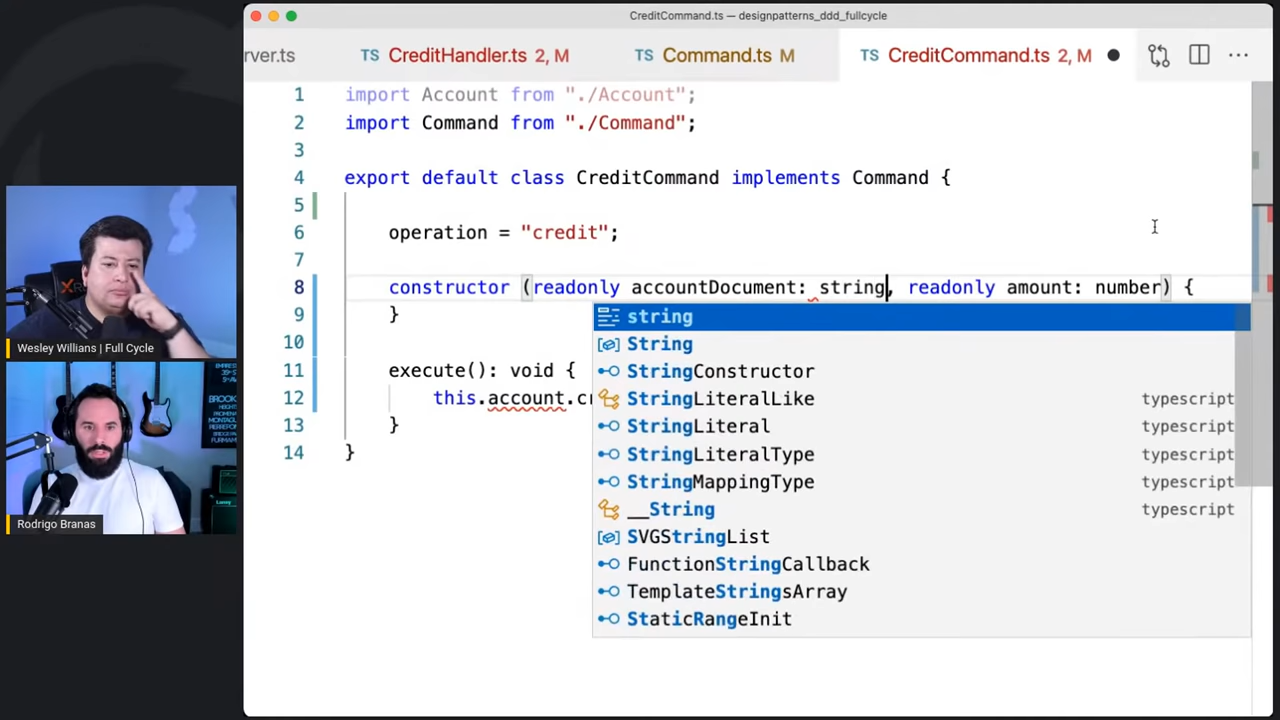 CreditCommand.ts — designpatterns_ddd_fullcycle
rver.ts
TS CreditHandler.ts 2, M
TS Command.ts M
TS CreditCommand.ts 2, M
1 import Account from "./Account";
2 import Command from "./Command";
3
4 export default class CreditCommand implements Command {
5
6 operation = "credit";
7
8 constructor (readonly accountDocument: string, readonly amount: number) {
9 }
10
11 execute(): void {
12 this.account.cr
13 }
14 }
string
String
StringConstructor
StringLiteralLike typescript
StringLiteral typescript
StringLiteralType typescript
StringMappingType typescript
__String typescript
SVGStringList
FunctionStringCallback
TemplateStringsArray
StaticRangeInit
Wesley Willians | Full Cycle
BROOK
Laney
Rodrigo Branas